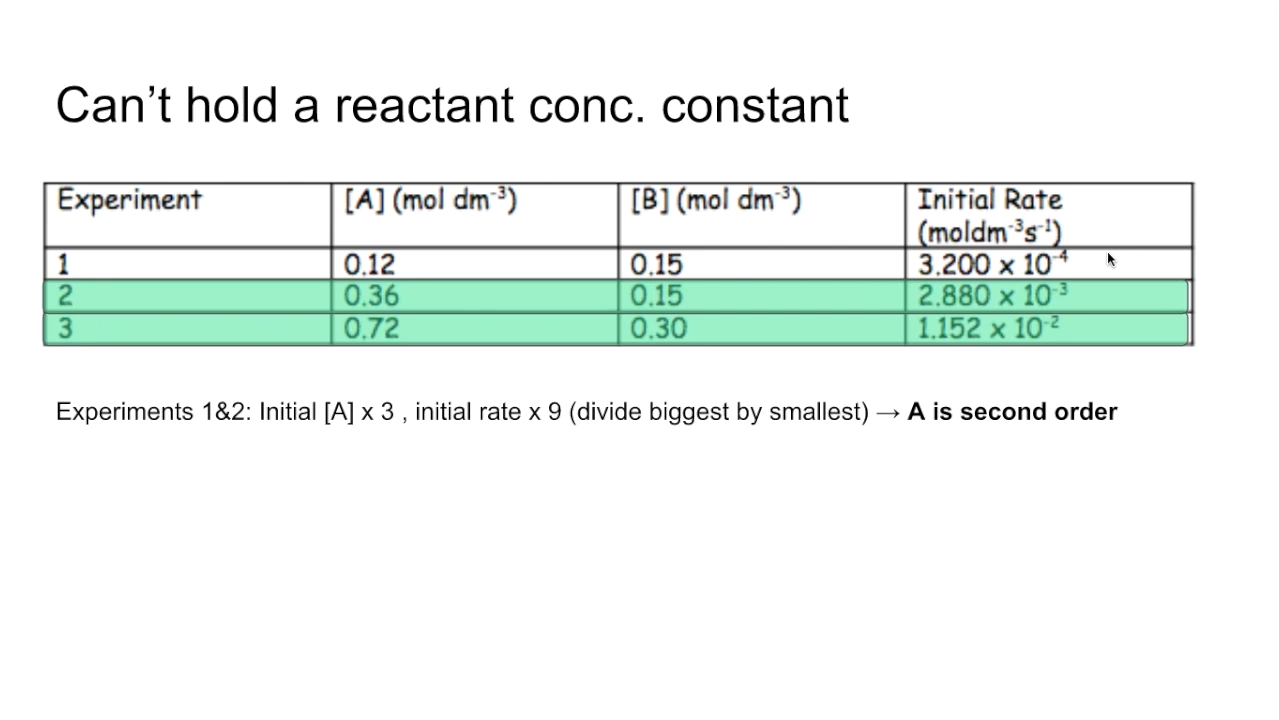 Can’t hold a reactant conc. constant
Experiment [A] (mol dm⁻³) [B] (mol dm⁻³) Initial Rate
(moldm⁻³s⁻¹)
1 0.12 0.15 3.200 x 10⁻⁴
2 0.36 0.15 2.880 x 10⁻³
3 0.72 0.30 1.152 x 10⁻²
Experiments 1&2: Initial [A] x 3 , initial rate x 9 (divide biggest by smallest) → A is second order